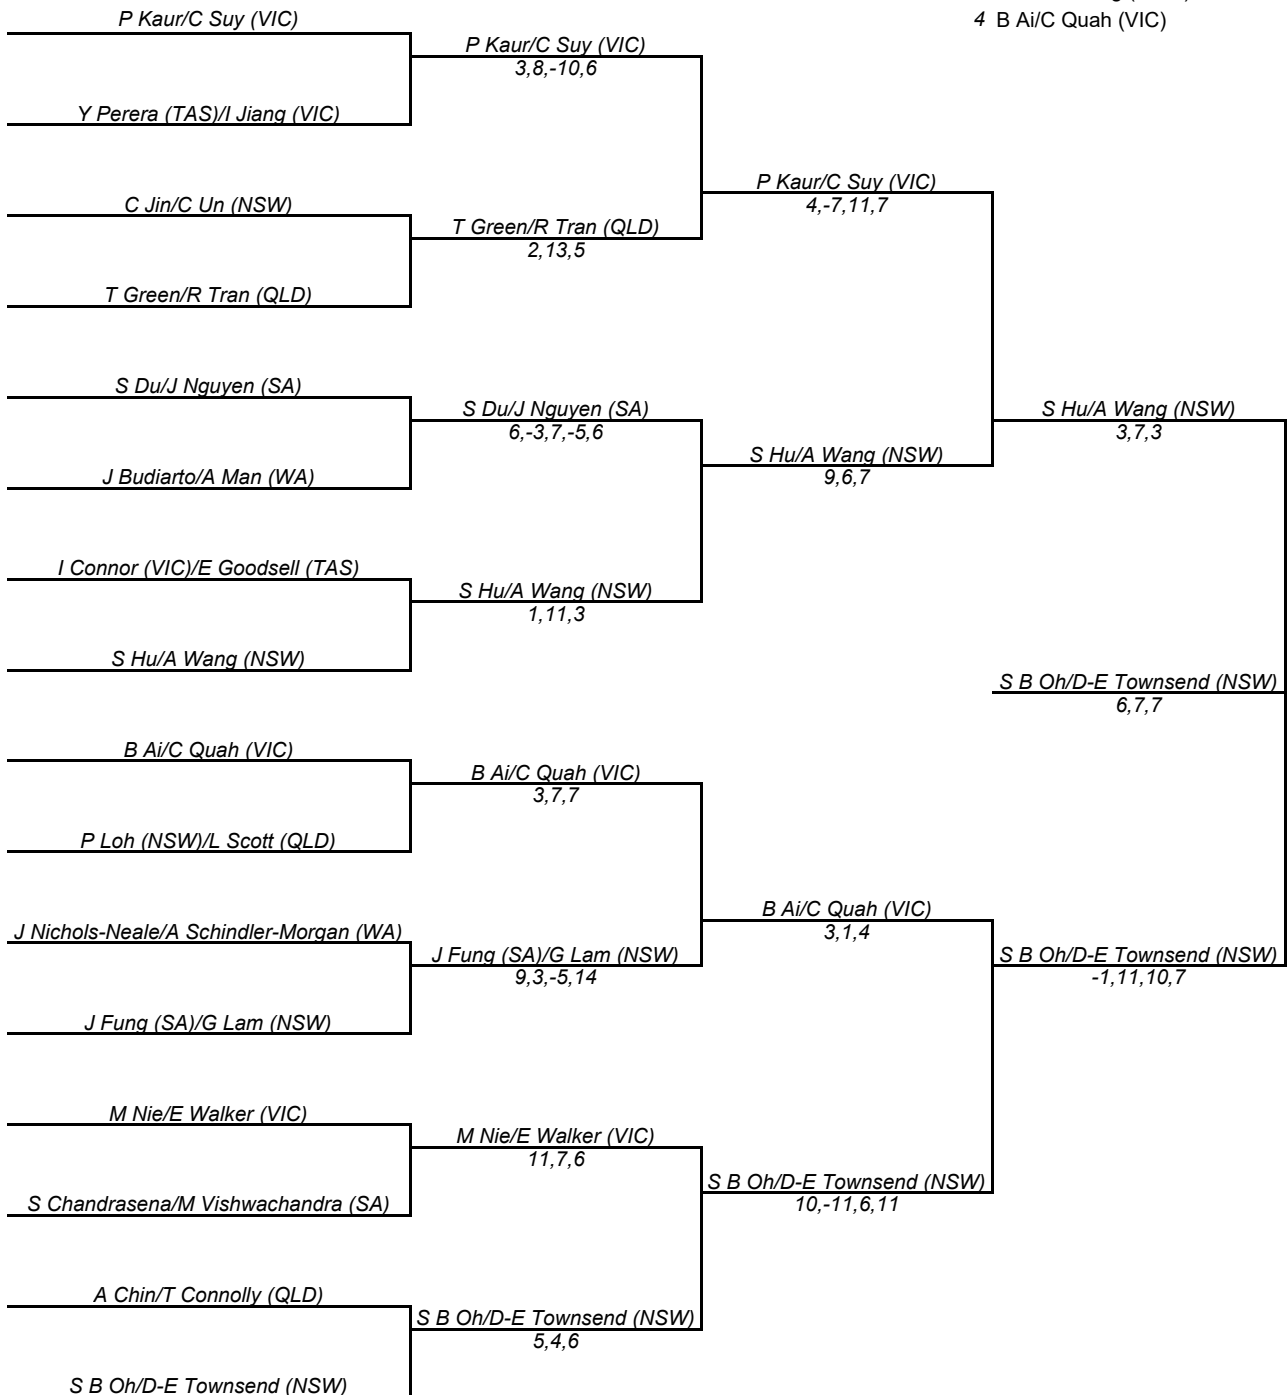 P Kaur/C Suy (VIC)
4 B Ai/C Quah (VIC)
P Kaur/C Suy (VIC)
3,8,-10,6
Y Perera (TAS)/I Jiang (VIC)
P Kaur/C Suy (VIC)
4,-7,11,7
C Jin/C Un (NSW)
T Green/R Tran (QLD)
2,13,5
T Green/R Tran (QLD)
S Du/J Nguyen (SA)
S Du/J Nguyen (SA)
6,-3,7,-5,6
S Hu/A Wang (NSW)
3,7,3
S Hu/A Wang (NSW)
9,6,7
J Budiarto/A Man (WA)
I Connor (VIC)/E Goodsell (TAS)
S Hu/A Wang (NSW)
1,11,3
S Hu/A Wang (NSW)
S B Oh/D-E Townsend (NSW)
6,7,7
B Ai/C Quah (VIC)
B Ai/C Quah (VIC)
3,7,7
P Loh (NSW)/L Scott (QLD)
B Ai/C Quah (VIC)
3,1,4
J Nichols-Neale/A Schindler-Morgan (WA)
J Fung (SA)/G Lam (NSW)
9,3,-5,14
S B Oh/D-E Townsend (NSW)
-1,11,10,7
J Fung (SA)/G Lam (NSW)
M Nie/E Walker (VIC)
M Nie/E Walker (VIC)
11,7,6
S B Oh/D-E Townsend (NSW)
10,-11,6,11
S Chandrasena/M Vishwachandra (SA)
A Chin/T Connolly (QLD)
S B Oh/D-E Townsend (NSW)
5,4,6
S B Oh/D-E Townsend (NSW)